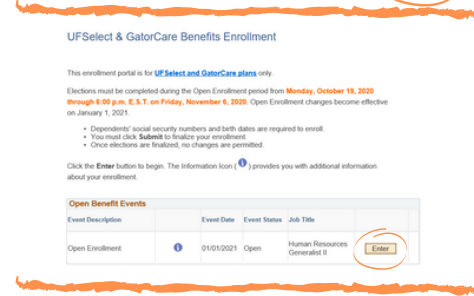 UFSelect & GatorCare Benefits Enrollment
This enrollment portal is for UFSelect and GatorCare plans only.
Elections must be completed during the Open Enrollment period from Monday, October 19, 2020
through 6:00 p.m. E.S.T. on Friday, November 6, 2020. Open Enrollment changes become effective
on January 1, 2021.
• Dependents' social security numbers and birth dates are required to enroll.
• You must click Submit to finalize your enrollment.
• Once elections are finalized, no changes are permitted.
Click the Enter button to begin. The Information Icon ( i ) provides you with additional information
about your enrollment.
Open Benefit Events
Event Description Event Date Event Status Job Title
Open Enrollment i 01/01/2021 Open Human Resources Generalist II Enter